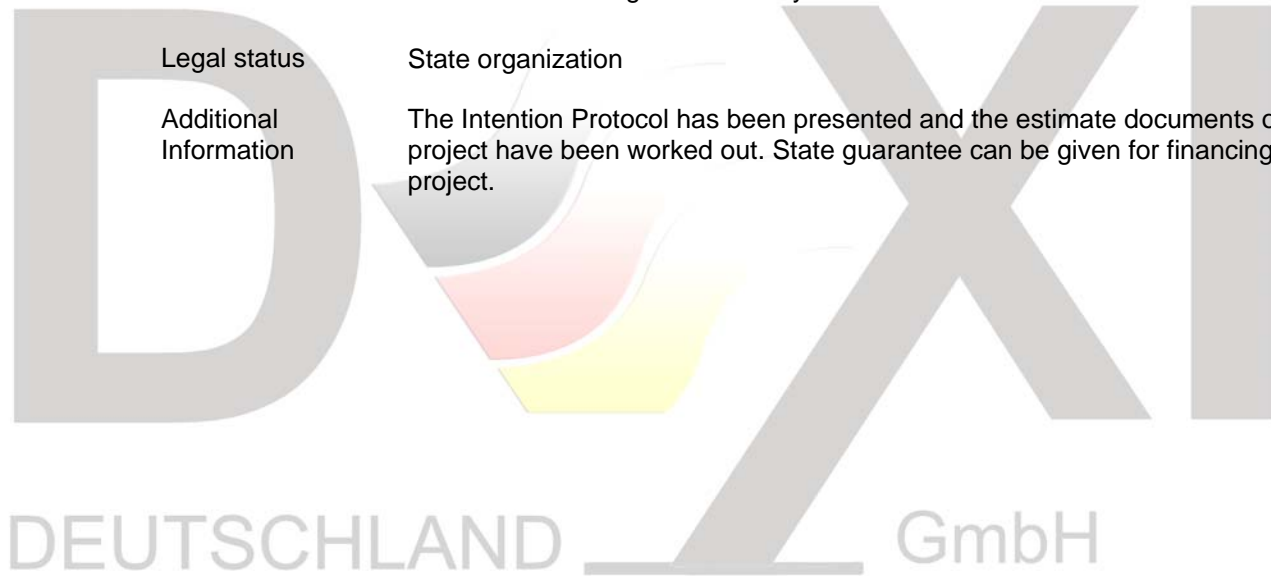 Legal status State organization
Additional The Intention Protocol has been presented and the estimate documents
Information project have been worked out. State guarantee can be given for financing
project.
D XI
DEUTSCHLAND GmbH